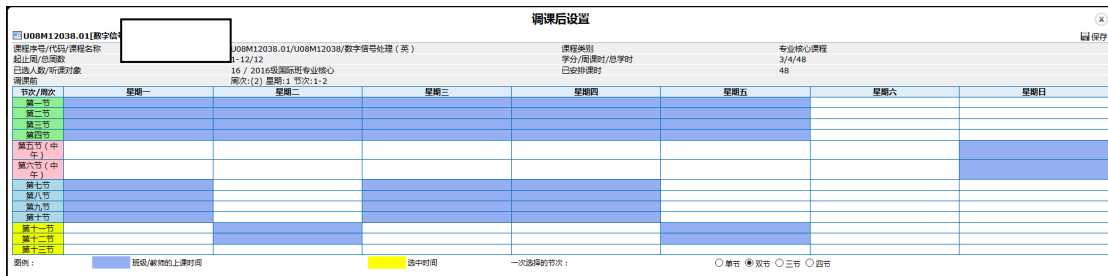 调课后设置
U08M12038.01[数字信
保存
课程序号/代码/课程名称 U08M12038.01/U08M12038/数字信号处理(英) 课程类别 专业核心课程
起止周/总周数 1-12/12 学分/周课时/总学时 3/4/48
已选人数/听课对象 16 / 2016级国际班专业核心 已安排课时 48
调课前 周次:(2) 星期:1 节次:1-2
节次/周次 星期一 星期二 星期三 星期四 星期五 星期六 星期日
第一节
第二节
第三节
第四节
第五节(中
午)
第六节(中
午)
第七节
第八节
第九节
第十节
第十一节
第十二节
第十三节
图例: 班级/教师的上课时间 选中时间 一次选择的节次: 单节 双节 三节 四节